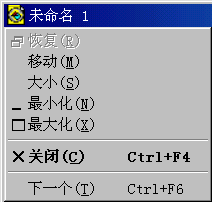 未命名 1
恢复(R)
移动(M)
大小(S)
最小化(N)
最大化(X)
关闭(C) Ctrl+F4
下一个(T) Ctrl+F6